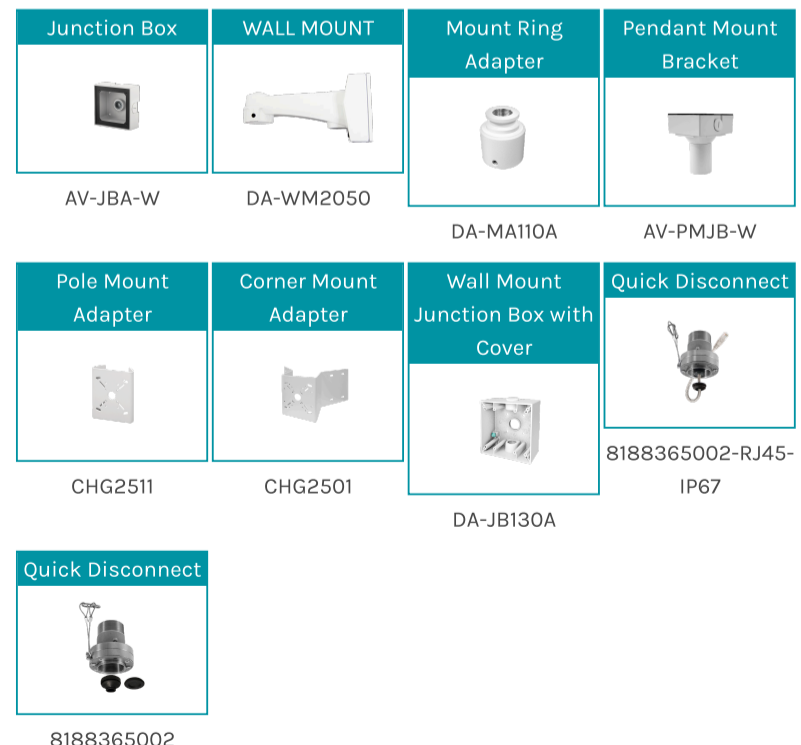 Junction Box
AV-JBA-W
WALL MOUNT
DA-WM2050
Mount Ring
Adapter
DA-MA110A
Pendant Mount
Bracket
AV-PMJB-W
Pole Mount
Adapter
CHG2511
Corner Mount
Adapter
CHG2501
Wall Mount
Junction Box with
Cover
DA-JB130A
Quick Disconnect
8188365002-RJ45-
IP67
Quick Disconnect
8188365002